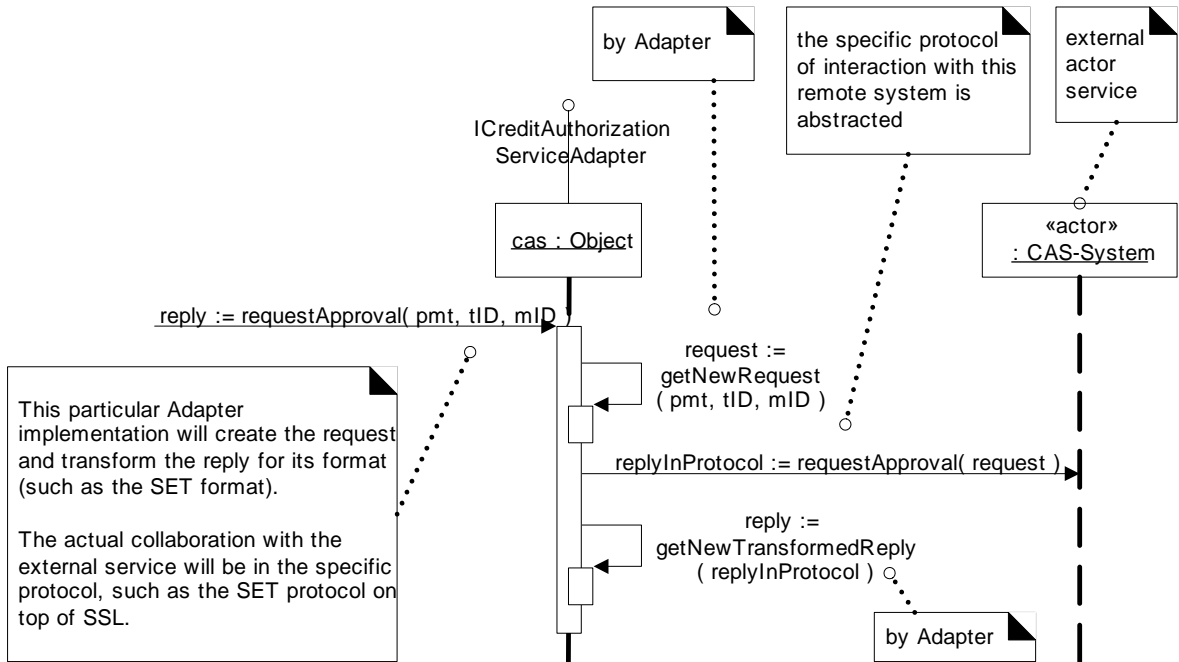 by Adapter
the specific protocol
of interaction with this
remote system is
abstracted
external
actor
service
ICreditAuthorization
ServiceAdapter
cas : Object
«actor»
: CAS-System
reply := requestApproval( pmt, tID, mID )
request :=
getNewRequest
( pmt, tID, mID )
This particular Adapter
implementation will create the request
and transform the reply for its format
(such as the SET format).
The actual collaboration with the
external service will be in the specific
protocol, such as the SET protocol on
top of SSL.
replyInProtocol := requestApproval( request )
reply :=
getNewTransformedReply
( replyInProtocol )
by Adapter